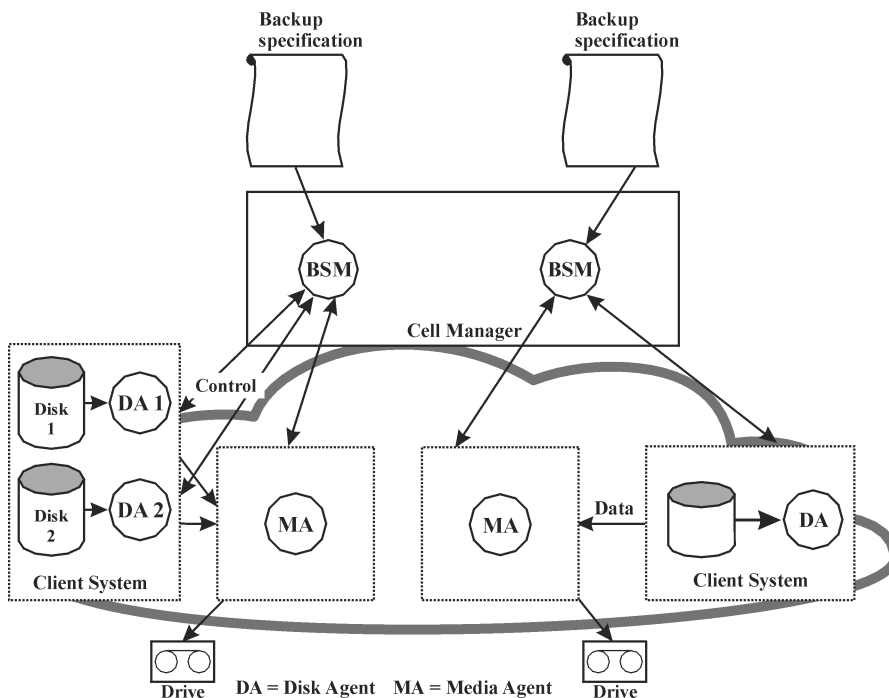 Backup
specification
Backup
specification
BSM
BSM
Cell Manager
Control
Disk
1
DA 1
Disk
2
DA 2
Client System
MA
MA
Data
DA
Client System
Drive
DA = Disk Agent MA = Media Agent
Drive